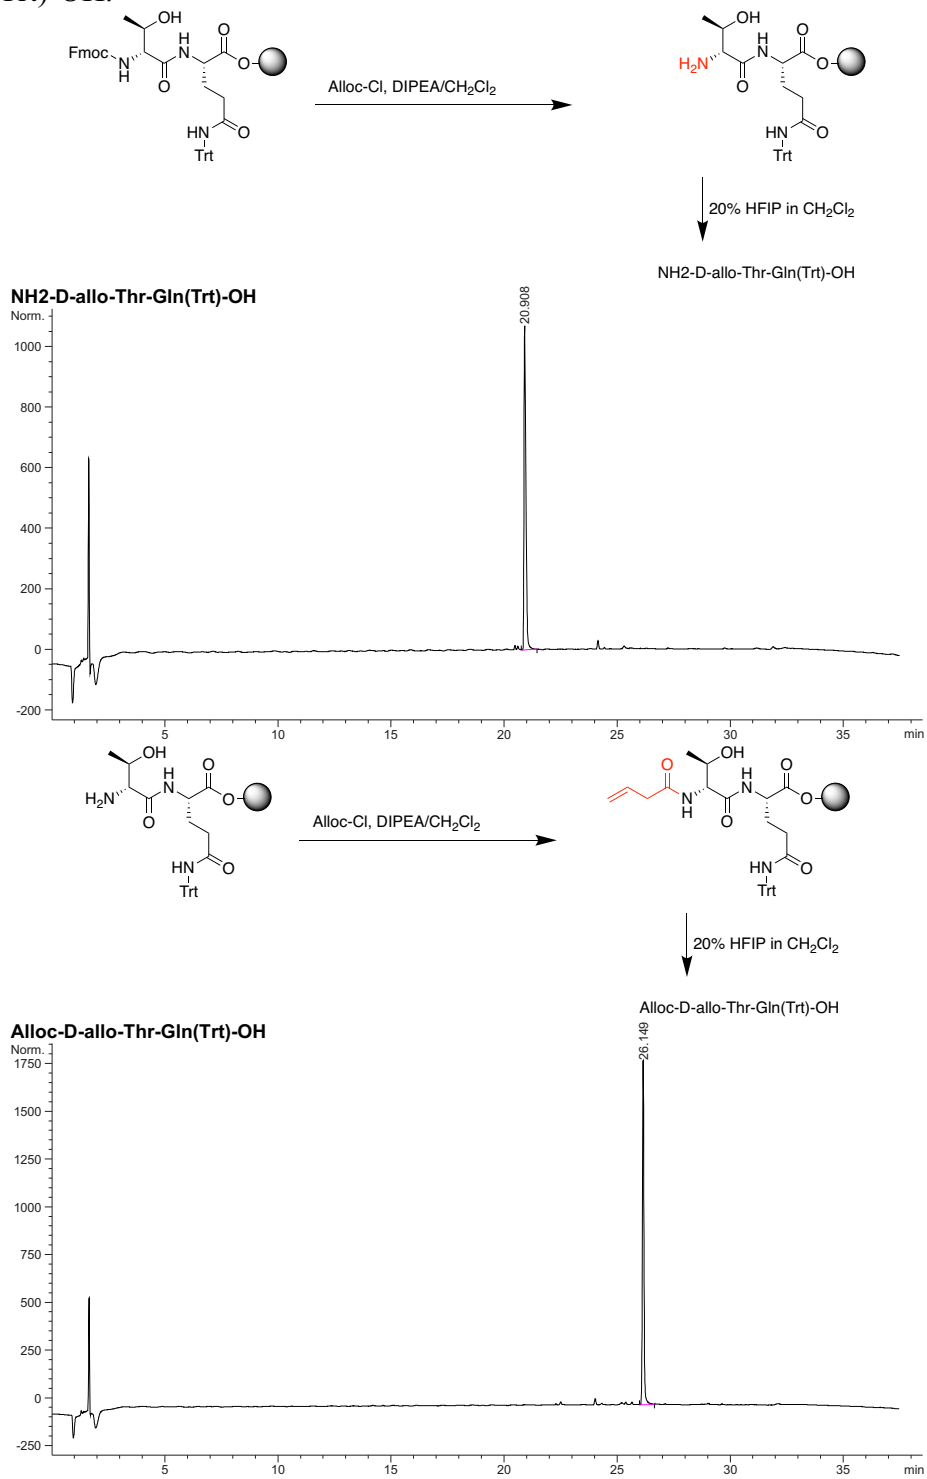 OH
Fmoc
N
H
H
N
O
O
O
HN
O
Trt
Alloc-Cl, DIPEA/CH2Cl2
OH
H2N
H
N
O
O
O
HN
O
Trt
20% HFIP in CH2Cl2
NH2-D-allo-Thr-Gln(Trt)-OH
NH2-D-allo-Thr-Gln(Trt)-OH
Norm.
20.908
1000
800
600
400
200
0
-200
5 10 15 20 25 30 35 min
OH
H2N
H
N
O
O
O
HN
O
Trt
Alloc-Cl, DIPEA/CH2Cl2
O
OH
N
H
H
N
O
O
O
HN
O
Trt
20% HFIP in CH2Cl2
Alloc-D-allo-Thr-Gln(Trt)-OH
Alloc-D-allo-Thr-Gln(Trt)-OH
Norm.
26.149
1750
1500
1250
1000
750
500
250
0
-250
5 10 15 20 25 30 35 min